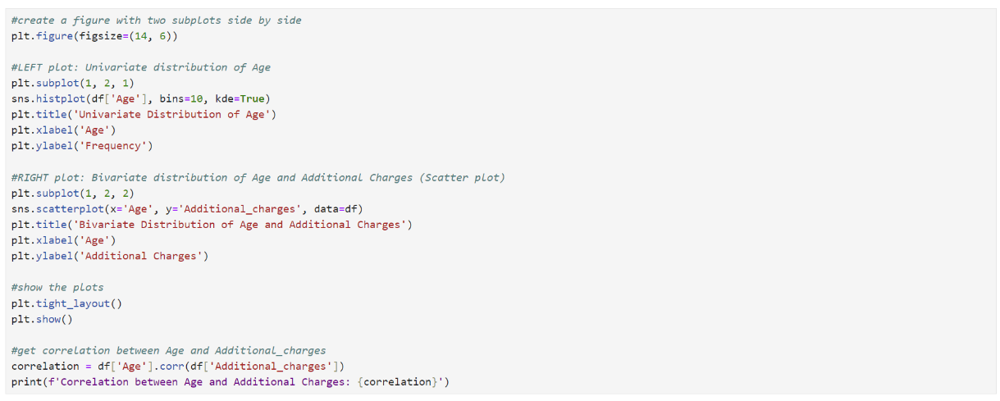 #create a figure with two subplots side by side
plt.figure(figsize=(14, 6))
#LEFT plot: Univariate distribution of Age
plt.subplot(1, 2, 1)
sns.histplot(df['Age'], bins=10, kde=True)
plt.title('Univariate Distribution of Age')
plt.xlabel('Age')
plt.ylabel('Frequency')
#RIGHT plot: Bivariate distribution of Age and Additional Charges (Scatter plot)
plt.subplot(1, 2, 2)
sns.scatterplot(x='Age', y='Additional_charges', data=df)
plt.title('Bivariate Distribution of Age and Additional Charges')
plt.xlabel('Age')
plt.ylabel('Additional Charges')
#show the plots
plt.tight_layout()
plt.show()
#get correlation between Age and Additional_charges
correlation = df['Age'].corr(df['Additional_charges'])
print(f'Correlation between Age and Additional Charges: {correlation}')